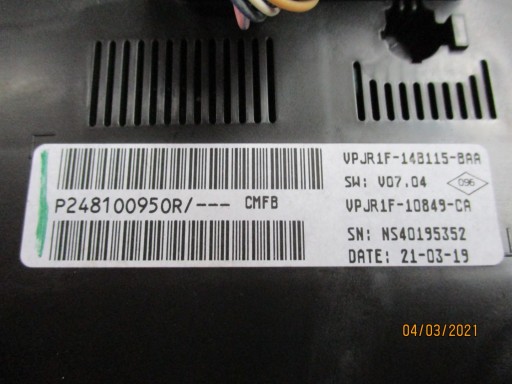 P248100950R/--- CMFB
VPJR1F-14B115-BAA
SW: V07.04 096
VPJR1F-10849-CA
SN: NS40195352
DATE: 21-03-19
04/03/2021